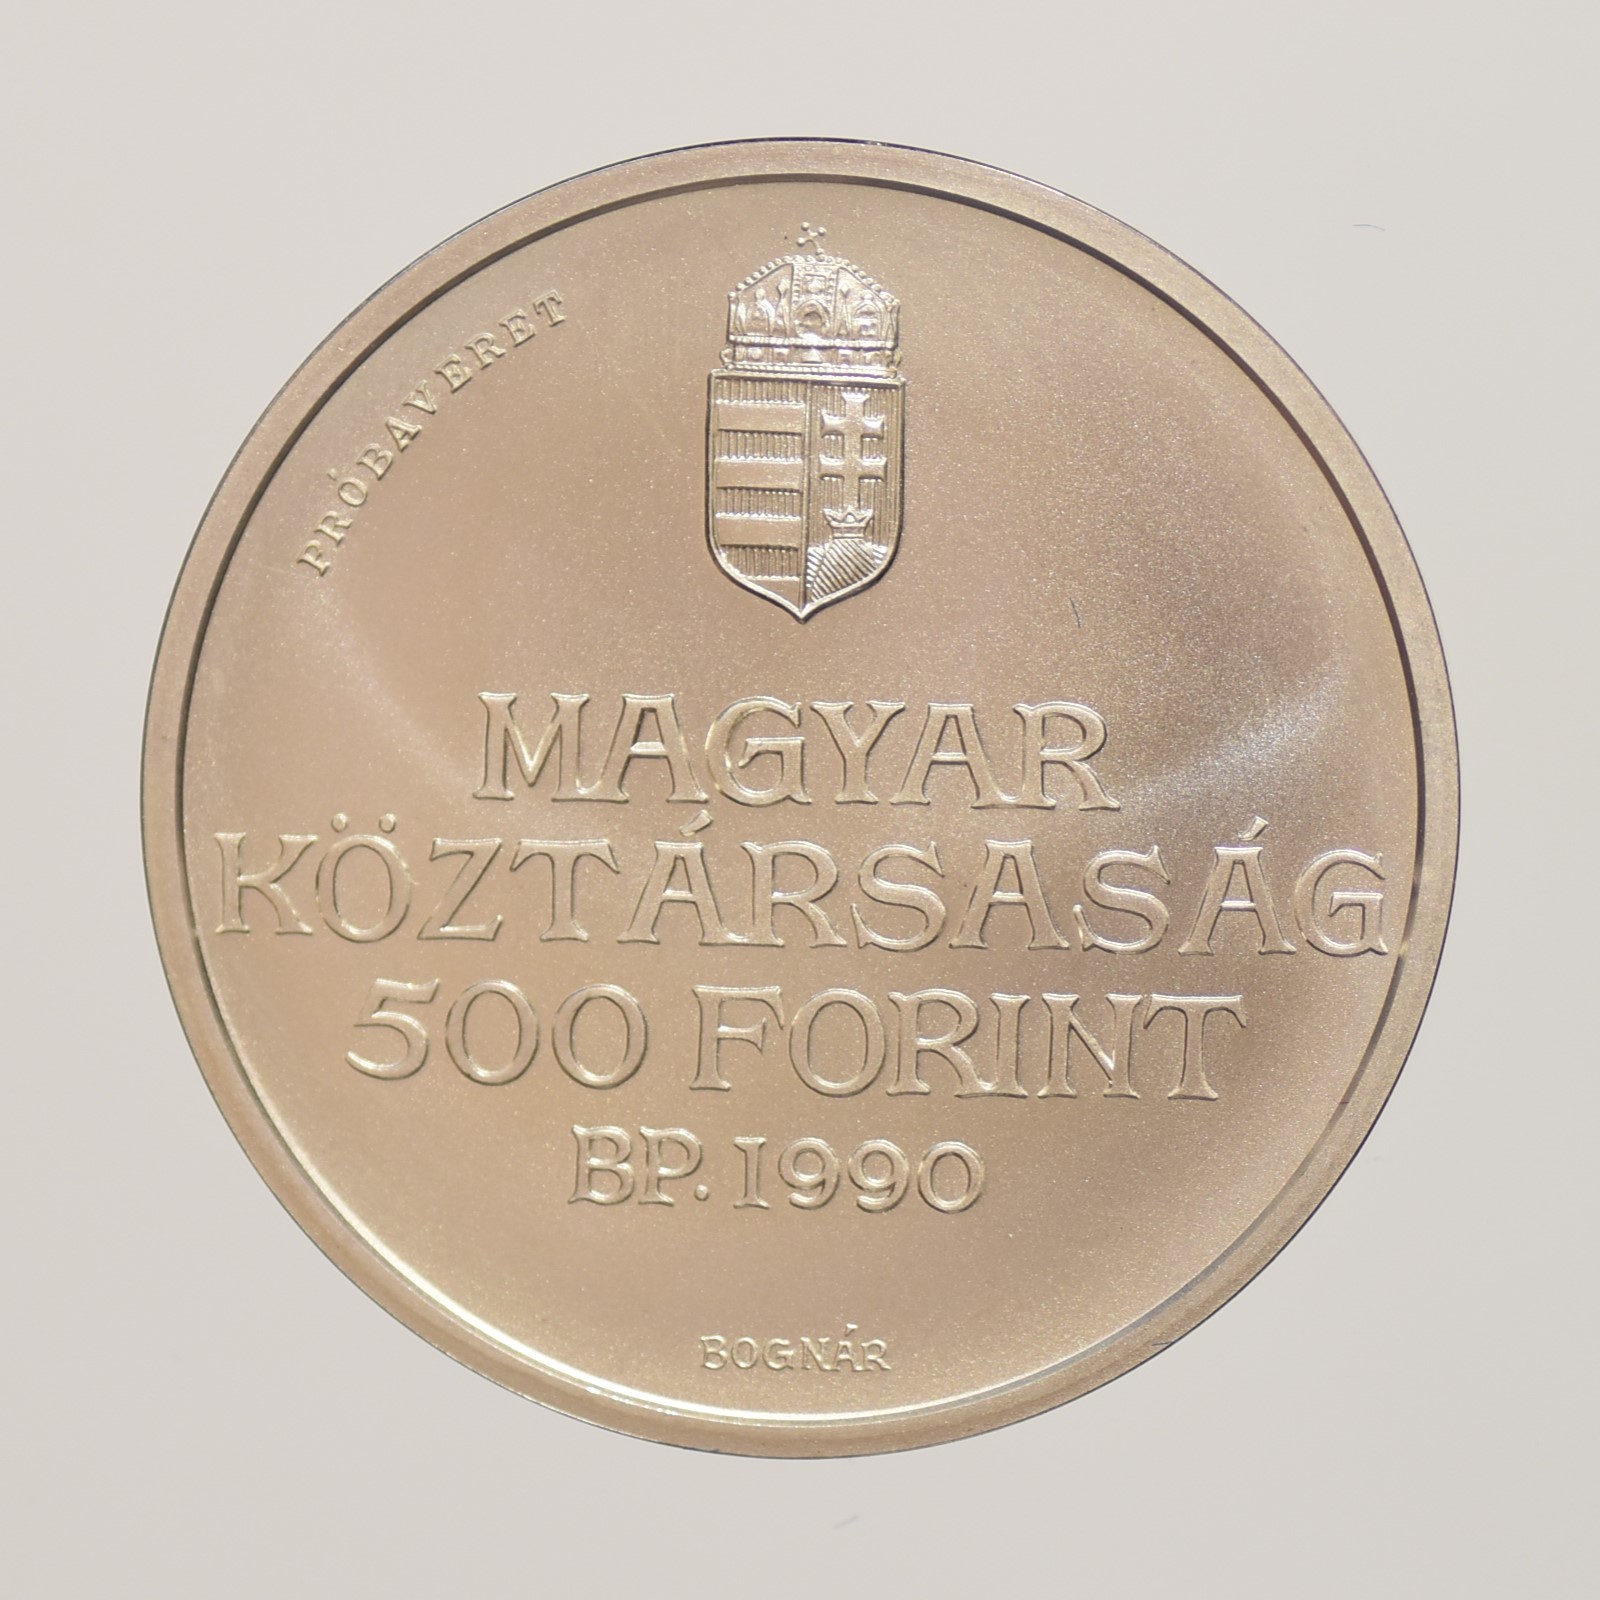 PRÓBAVERET
MAGYAR
KÖZTÁRSASÁG
500 FORINT
BP. 1990
BOGNÁR